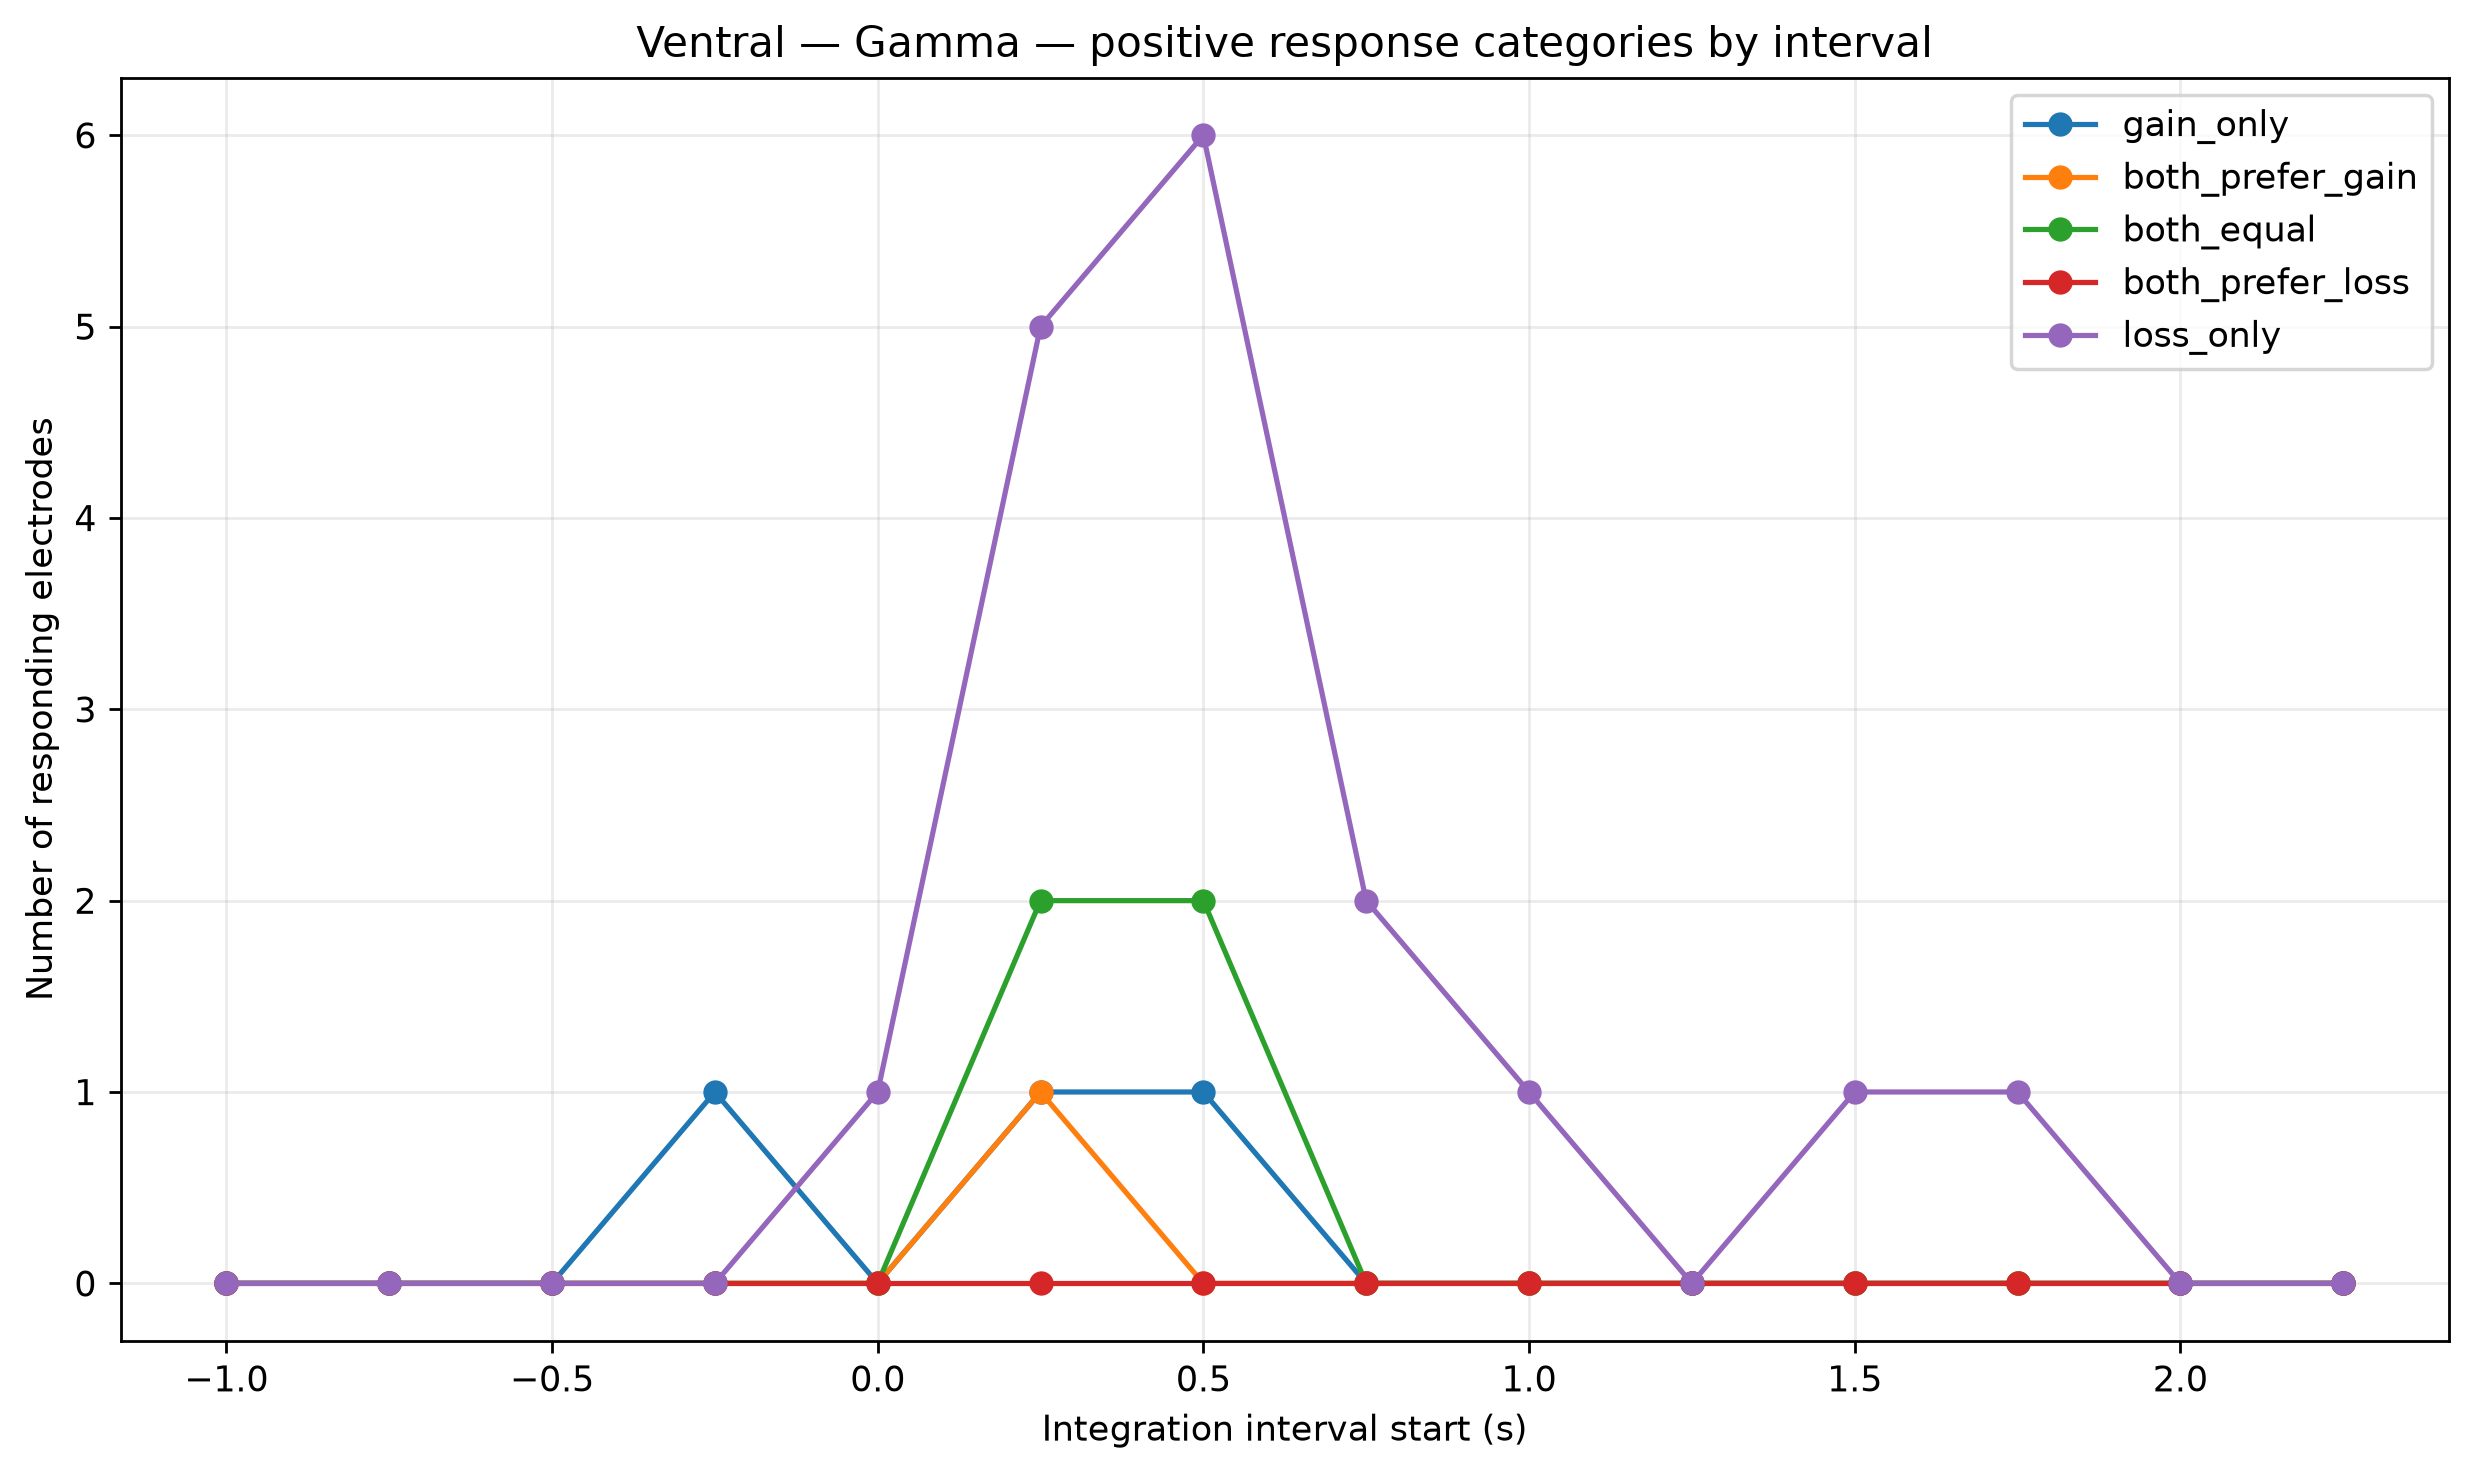 Ventral — Gamma — positive response categories by interval
gain_only
both_prefer_gain
both_equal
both_prefer_loss
loss_only
Number of responding electrodes
6
5
4
3
2
1
0
−1.0 −0.5 0.0 0.5 1.0 1.5 2.0
Integration interval start (s)